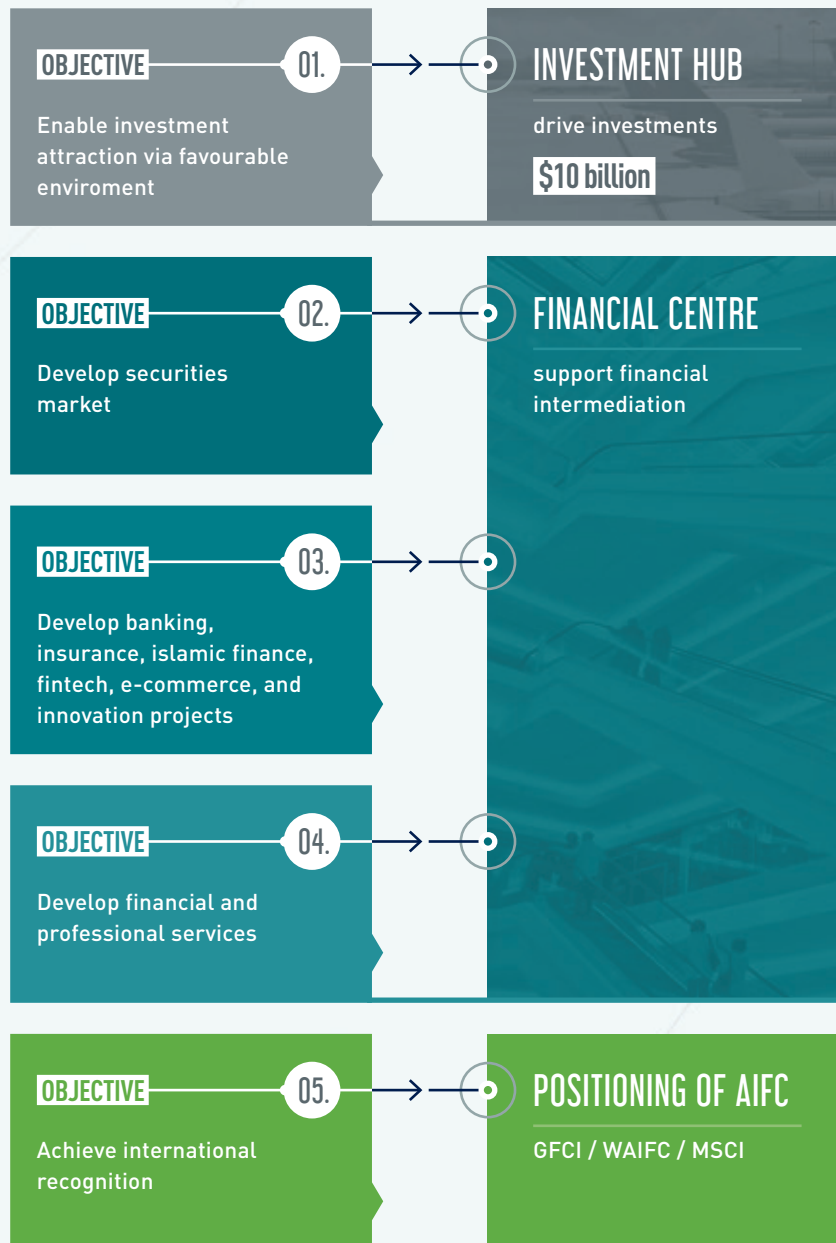 OBJECTIVE 01.
Enable investment
attraction via favourable
enviroment
INVESTMENT HUB
drive investments
$10 billion
OBJECTIVE 02.
Develop securities
market
FINANCIAL CENTRE
support financial
intermediation
OBJECTIVE 03.
Develop banking,
insurance, islamic finance,
fintech, e-commerce, and
innovation projects
OBJECTIVE 04.
Develop financial and
professional services
OBJECTIVE 05.
Achieve international
recognition
POSITIONING OF AIFC
GFCI / WAIFC / MSCI